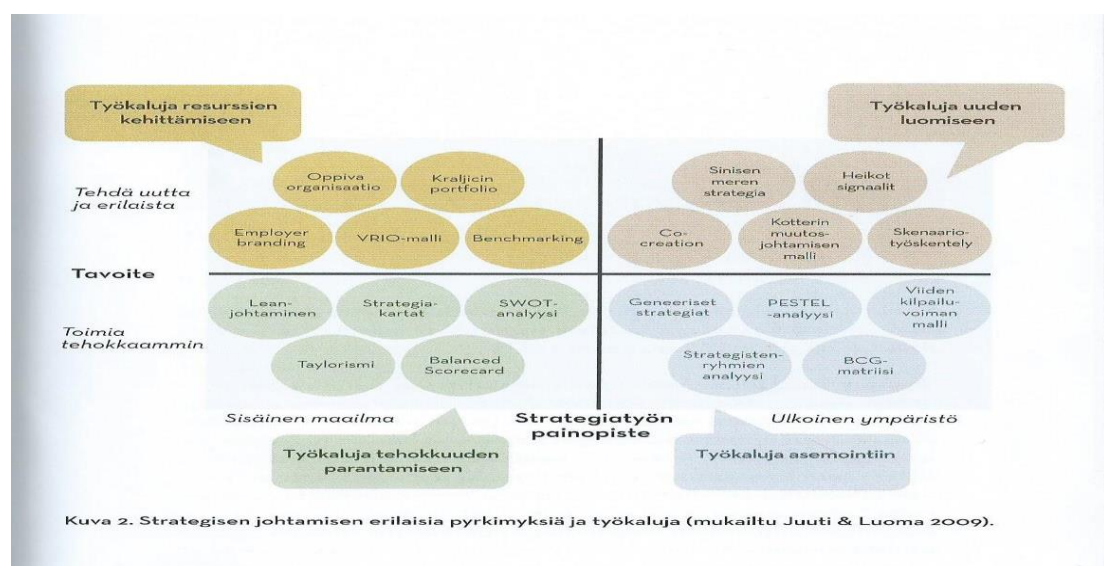 Työkaluja resurssien
kehittämiseen
Työkaluja uuden
luomiseen
Tehdä uutta
ja erilaista
Oppiva
organisaatio
Kraljicin
portfolio
Employer
branding
VRIO-malli
Benchmarking
Sinisen
meren
strategia
Heikot
signaalit
Co-
creation
Kotterin
muutos-
johtamisen
malli
Skenaario-
työskentely
Tavoite
Toimia
tehokkaammin
Lean-
johtaminen
Strategia-
kartat
SWOT-
analyysi
Taylorismi
Balanced
Scorecard
Geneeriset
strategiat
PESTEL
-analyysi
Viiden
kilpailu-
voiman
malli
Strategisten-
ryhmien
analyysi
BCG-
matriisi
Sisäinen maailma
Strategiatyön
painopiste
Ulkoinen ympäristö
Työkaluja tehokkuuden
parantamiseen
Työkaluja asemointiin
Kuva 2. Strategisen johtamisen erilaisia pyrkimyksiä ja työkaluja (mukailtu Juuti & Luoma 2009).